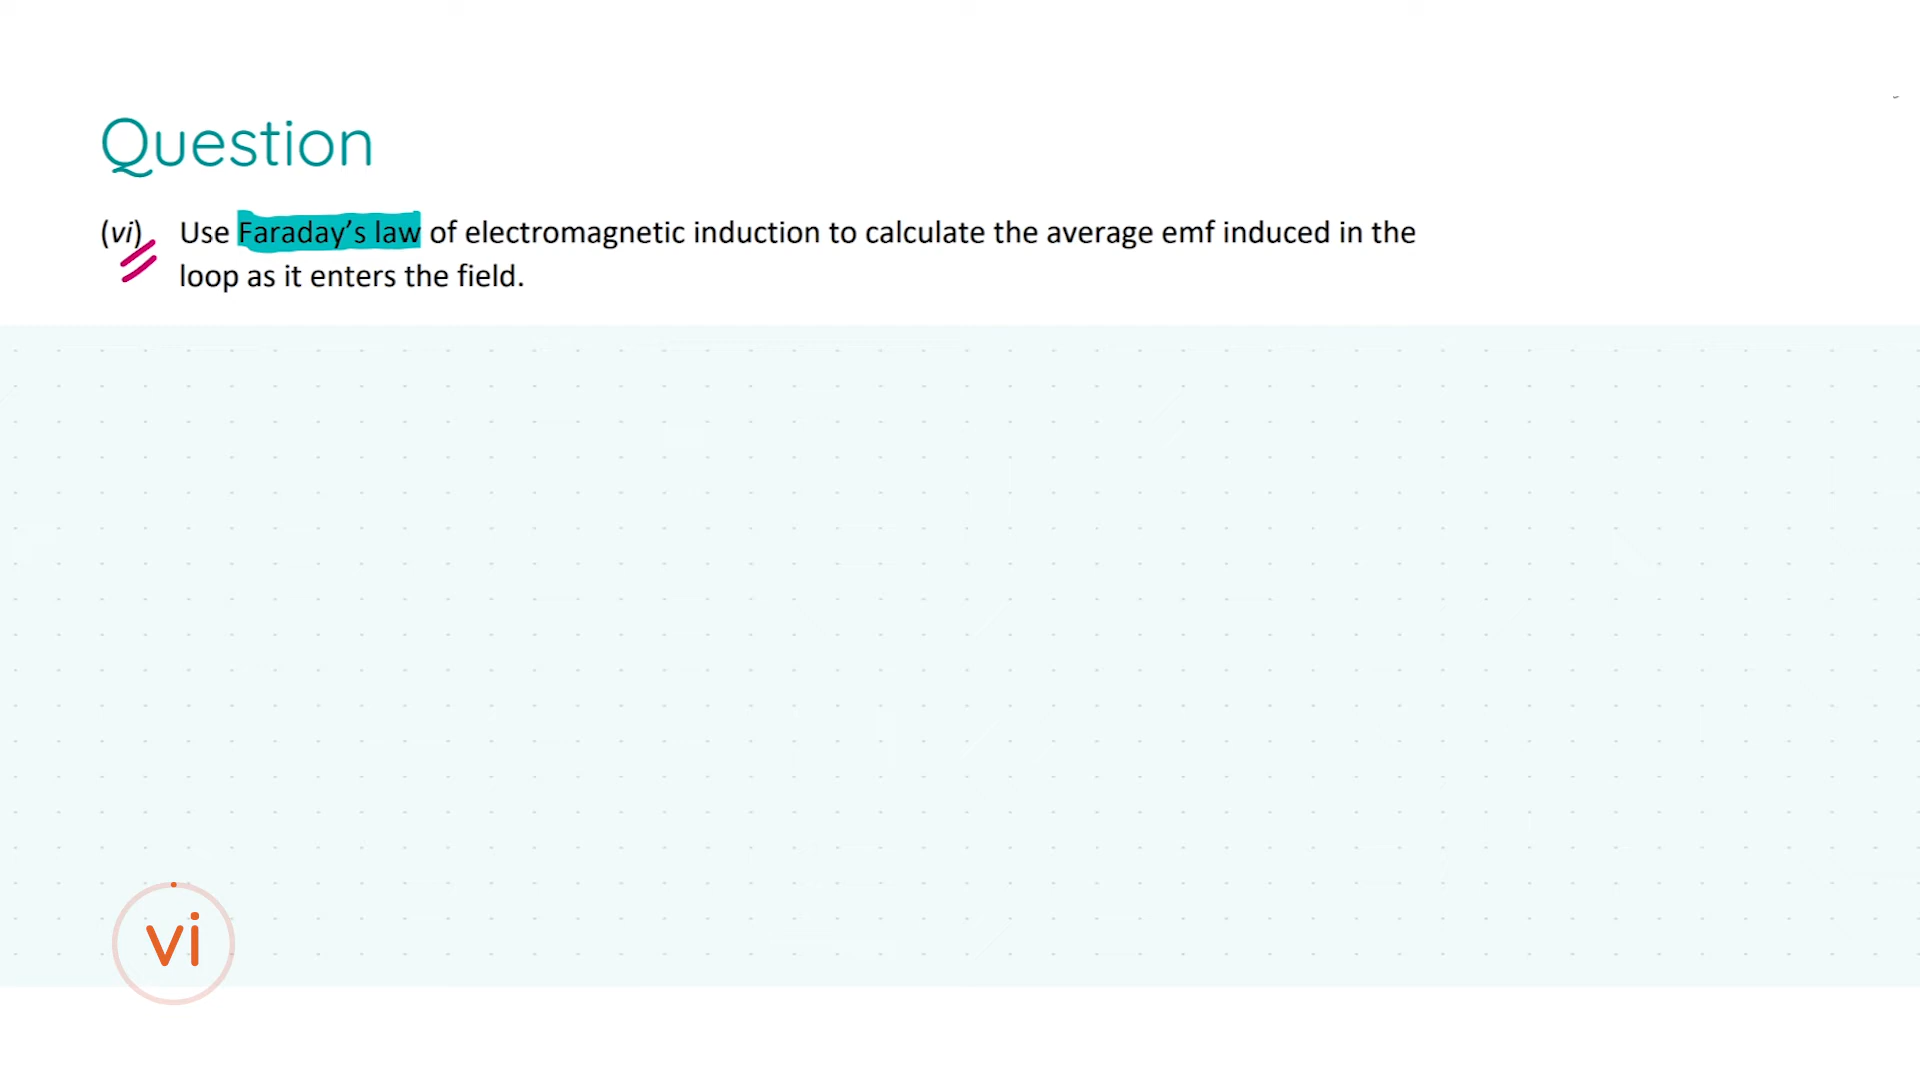 Question
(vi) Use Faraday’s law of electromagnetic induction to calculate the average emf induced in the
loop as it enters the field.
vi